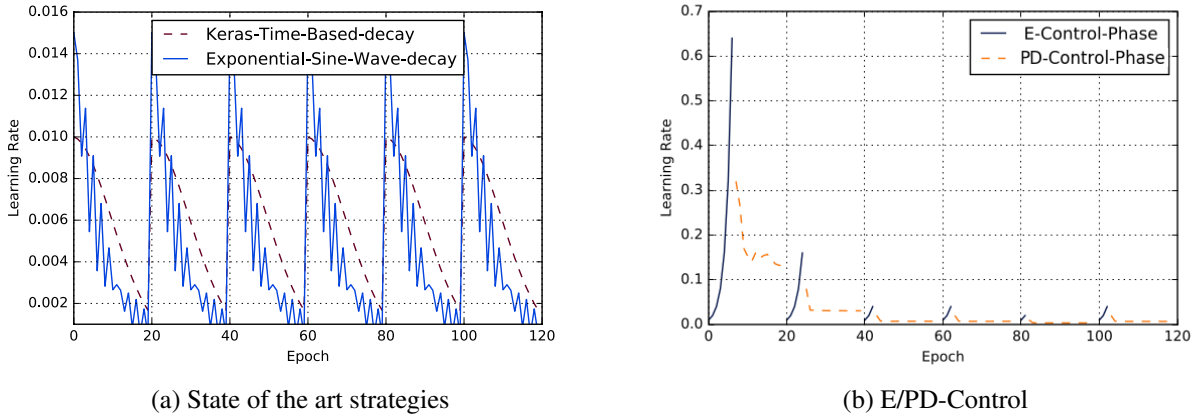 0.016
0.014
0.012
0.010
0.008
0.006
0.004
0.002
Learning Rate
Keras-Time-Based-decay
Exponential-Sine-Wave-decay
0 20 40 60 80 100 120
Epoch
(a) State of the art strategies
0.7
0.6
0.5
0.4
0.3
0.2
0.1
0.0
Learning Rate
E-Control-Phase
PD-Control-Phase
0 20 40 60 80 100 120
Epoch
(b) E/PD-Control